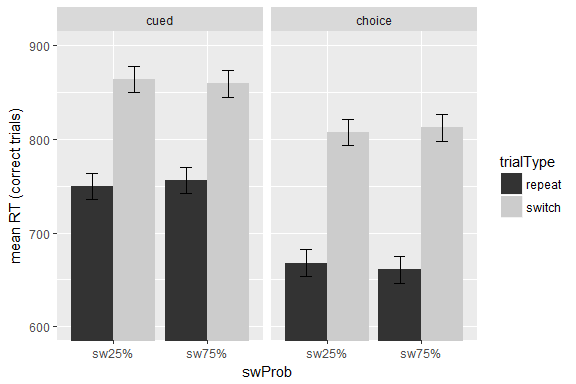 cued
choice
mean RT (correct trials)
900
800
700
600
sw25%
sw75%
sw25%
sw75%
swProb
trialType
repeat
switch